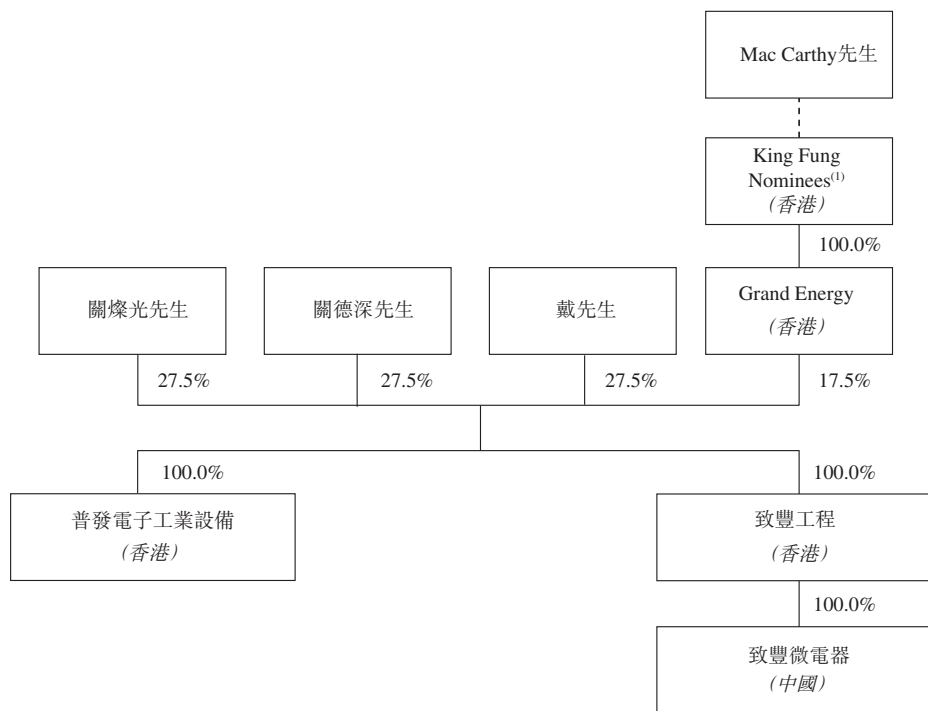 Mac Carthy先生
King Fung
Nominees(1)
(香港)
100.0%
關燦光先生
關德深先生
戴先生
Grand Energy
(香港)
27.5%
27.5%
27.5%
17.5%
100.0%
100.0%
普發電子工業設備
(香港)
致豐工程
(香港)
100.0%
致豐微電器
(中國)